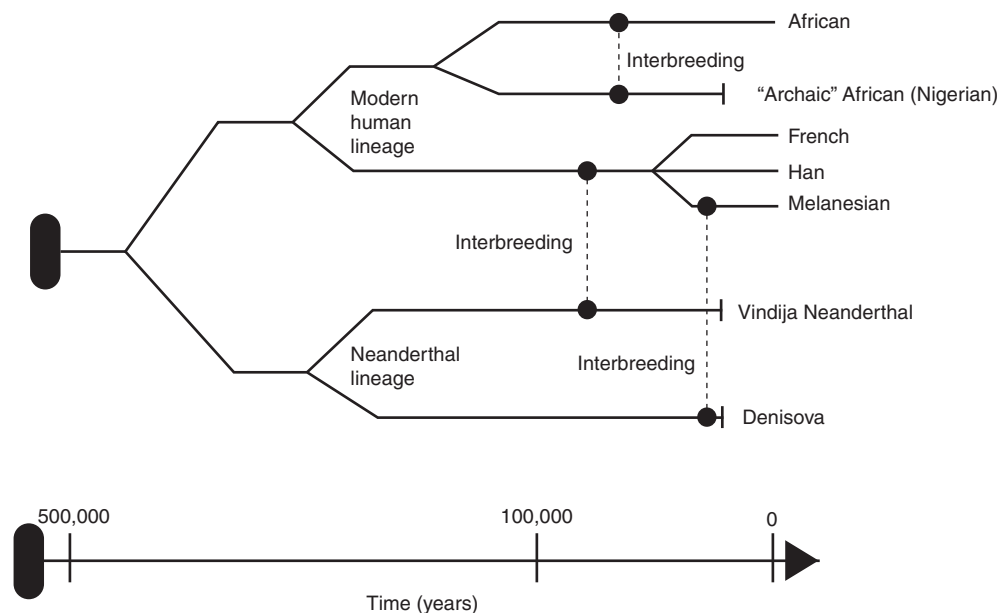 African
Interbreeding
“Archaic” African (Nigerian)
Modern
human
lineage
French
Han
Melanesian
Interbreeding
Vindija Neanderthal
Neanderthal
lineage
Interbreeding
Denisova
500,000
100,000
0
Time (years)